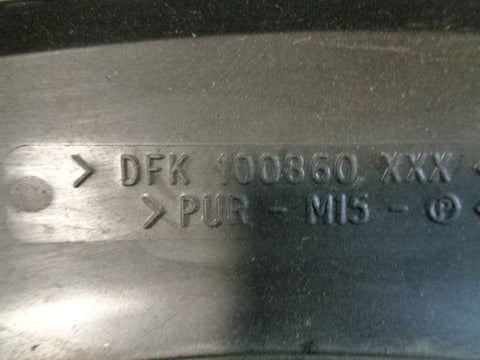 > DFK 100860 XXX <
>PUR - M15 - Ⓟ <